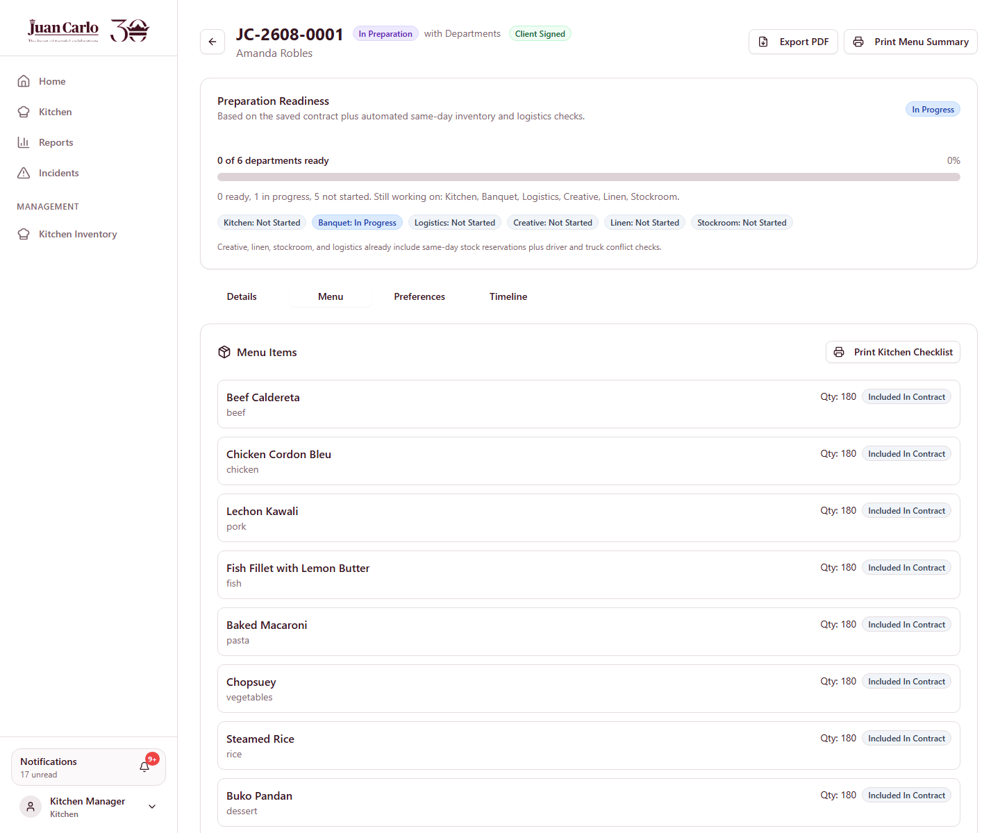 Juan Carlo 30
Home
Kitchen
Reports
Incidents
MANAGEMENT
Kitchen Inventory
Notifications
17 unread
9+
Kitchen Manager
Kitchen
JC-2608-0001 In Preparation with Departments Client Signed
Amanda Robles
Export PDF
Print Menu Summary
Preparation Readiness
Based on the saved contract plus automated same-day inventory and logistics checks.
In Progress
0 of 6 departments ready 0%
0 ready, 1 in progress, 5 not started. Still working on: Kitchen, Banquet, Logistics, Creative, Linen, Stockroom.
Kitchen: Not Started Banquet: In Progress Logistics: Not Started Creative: Not Started Linen: Not Started Stockroom: Not Started
Creative, linen, stockroom, and logistics already include same-day stock reservations plus driver and truck conflict checks.
Details Menu Preferences Timeline
Menu Items
Print Kitchen Checklist
Beef Caldereta Qty: 180 Included In Contract
beef
Chicken Cordon Bleu Qty: 180 Included In Contract
chicken
Lechon Kawali Qty: 180 Included In Contract
pork
Fish Fillet with Lemon Butter Qty: 180 Included In Contract
fish
Baked Macaroni Qty: 180 Included In Contract
pasta
Chopsuey Qty: 180 Included In Contract
vegetables
Steamed Rice Qty: 180 Included In Contract
rice
Buko Pandan Qty: 180 Included In Contract
dessert